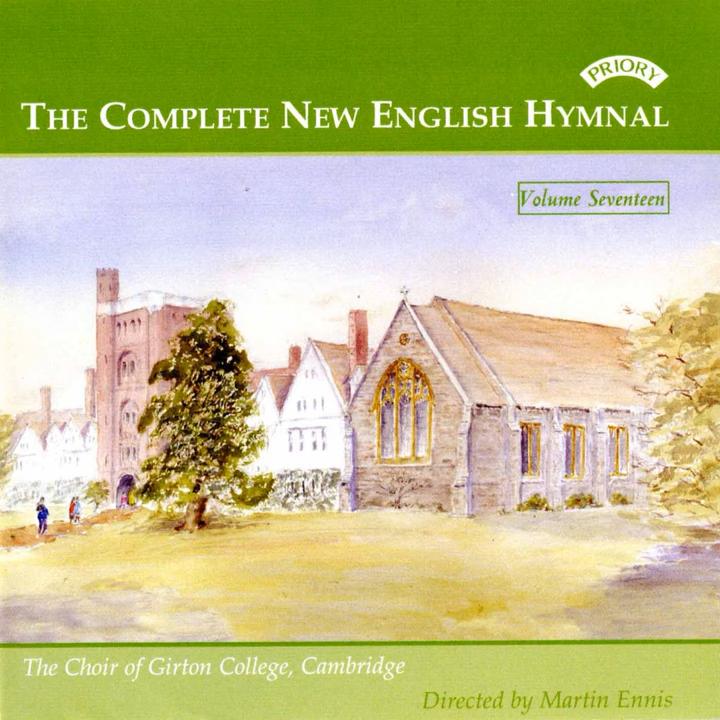 PRIORY
THE COMPLETE NEW ENGLISH HYMNAL
Volume Seventeen
The Choir of Girton College, Cambridge
Directed by Martin Ennis